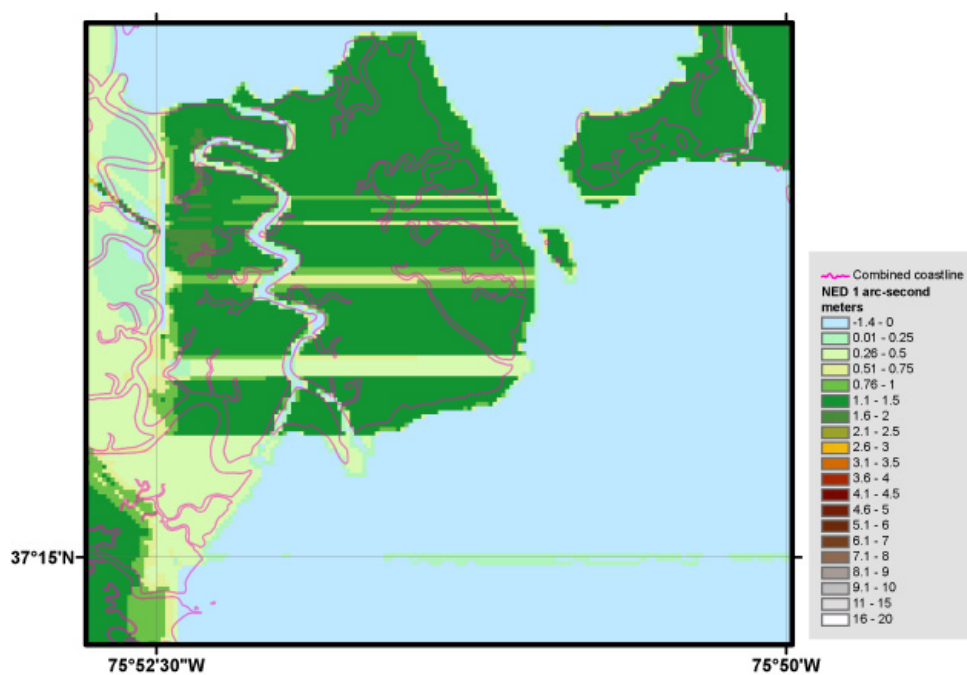 Combined coastline
NED 1 arc-second
meters
-1.4 - 0
0.01 - 0.25
0.26 - 0.5
0.51 - 0.75
0.76 - 1
1.1 - 1.5
1.6 - 2
2.1 - 2.5
2.6 - 3
3.1 - 3.5
3.6 - 4
4.1 - 4.5
4.6 - 5
5.1 - 6
6.1 - 7
7.1 - 8
8.1 - 9
9.1 - 10
11 - 15
16 - 20
37°15'N
75°52'30"W
75°50'W